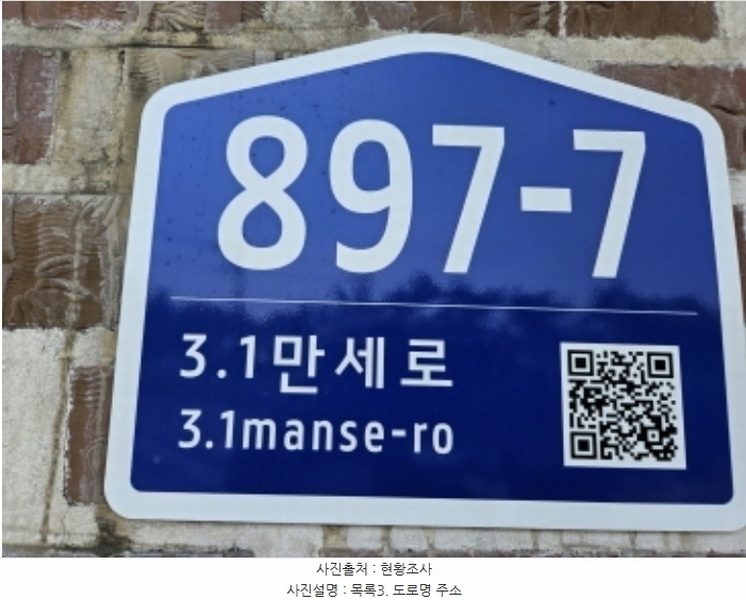 897-7
3.1만세로
3.1manse-ro
사진출처 : 현황조사
사진설명 : 목록3. 도로명 주소